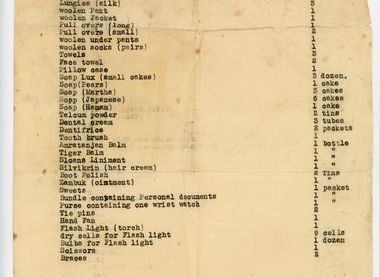 Lungies (silk) 3
woolen Pant 1
woolen Jacket 1
Pull overs (long) 1
Pull overs (small) 2
woolen under pants 1
woolen socks (pairs) 1
Towels 3
Face towel 2
Pillow case 1
Soap Lux (small cakes) 3 dozen.
Soap(Pears) 1 cake
Soap (Martha) 3 cakes
Sopp (Japanese) 6 cakes
Soap (Hamam) 1 cake
Talcum powder 2 tins
Dental cream 3 tubes
Dentifrice 2 packets
Tooth brush 1
Amratanjan Balm 1 bottle
Tiger Balm 1 "
Sloans Liniment 1 "
Silvikrin (hair cream) 1 "
Boot Polish 2 Tins
Zambuk (ointment) 1 "
Sweets 1 packet
Bundle containing Personal documents 1 "
Purse containing one wrist watch 1
Tie pins 2
Hand Fan 1
Flash Light (torch) 1
dry cells for Flash light 9 cells
Bulbs for Flash light 1 dozen
Scissors 1
Braces 2